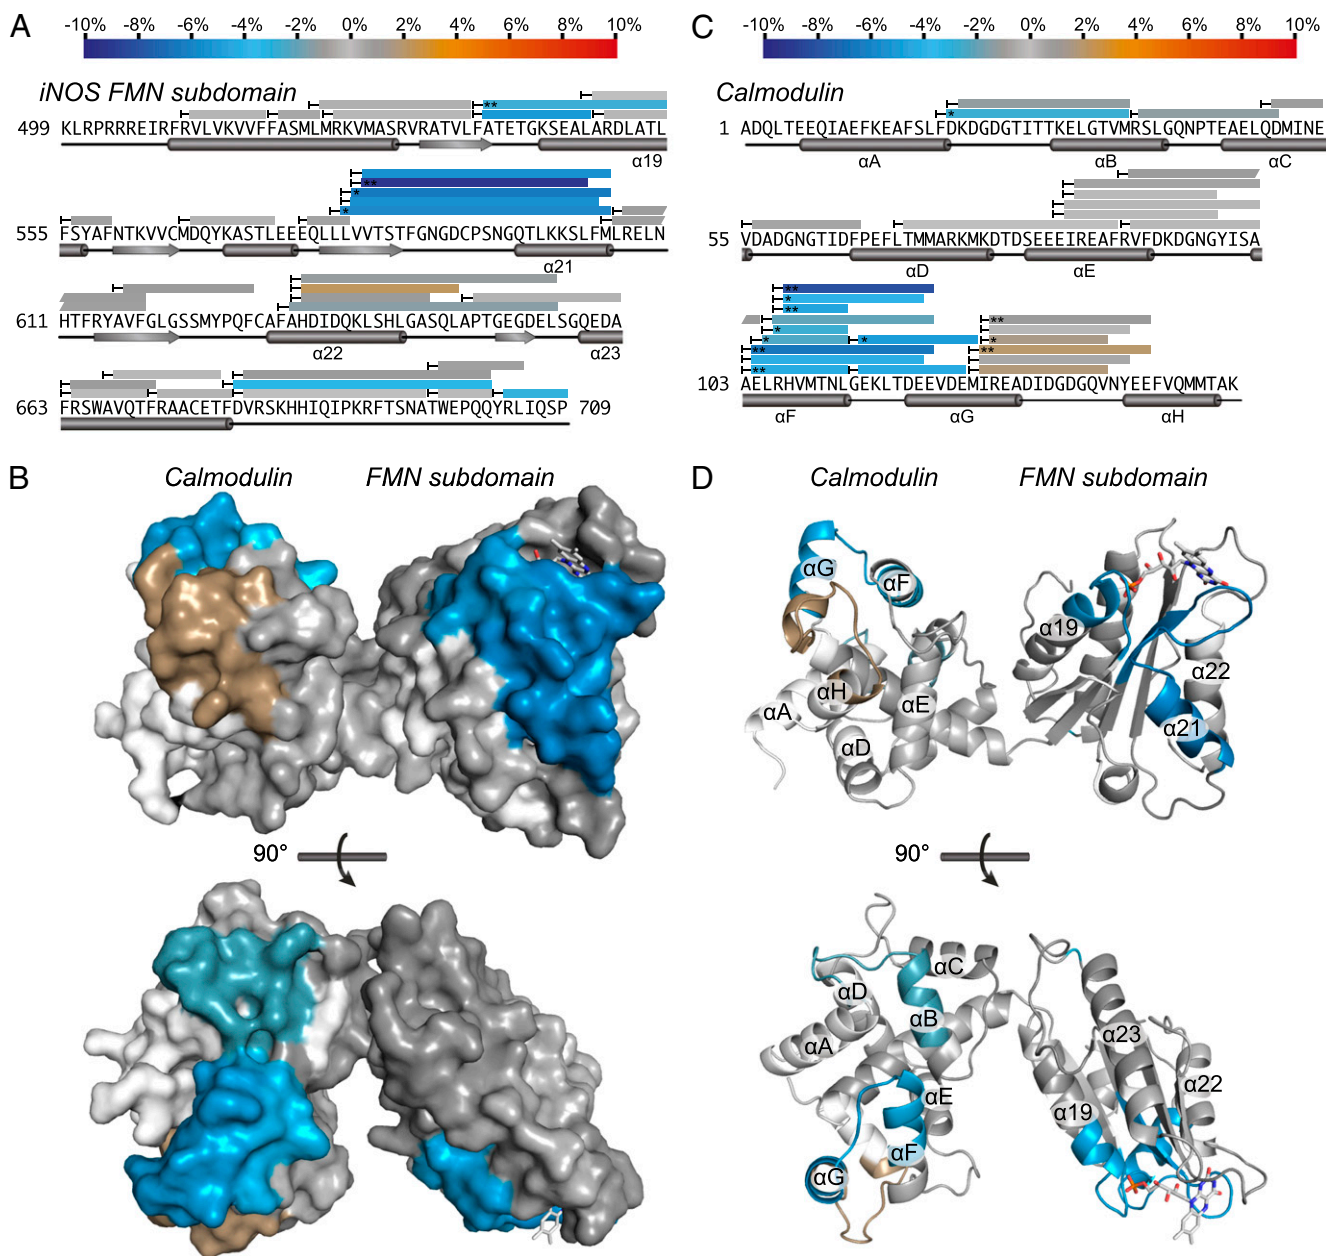 A
-10% -8% -6% -4% -2% 0% 2% 4% 6% 8% 10%
iNOS FMN subdomain
** 
499 KLRPRRREIRFRVLVKVVFFASMLMRKVMASRVRATVLFATETGKSEALARDLATL
α19
**
*
*
555 FSYAFNTKVVCMDQYKASTLEEEQLLLVVTSTFGNGDCPSNGQTLKKSLFMLRELN
α21
611 HTFRYAVFGLGSSMYPQFCAFAHDIDQKLSHLGASQLAPTGEGDELSGQEDA
α22 α23
663 FRSWAVQTFRAACETFDVRSKHHIQIPKRFTSNATWEPQQYRLIQSP 709
C
-10% -8% -6% -4% -2% 0% 2% 4% 6% 8% 10%
Calmodulin
*
1 ADQLTEEQIAEFKEAFSLFDKDGDGTITTKELGTVMRSLGQNPTEAELQDMINE
αA αB αC
55 VDADGNGTIDFPEFLTMMARKMKDTDSEEEIREAFRVFDKDGNGYISA
αD αE
**
*
**
**
*
* * *
** **
**
103 AELRHVMTNLGEKLTDEEVDEMIREADIDGDGQVNYEEFVQMMTAK
αF αG αH
B
Calmodulin FMN subdomain
90°
D
Calmodulin FMN subdomain
αG αF
α19
α22
αH
αE
αA
α21
αD
90°
αC
αD
αB
α23
αA
α22
αE
α19
αF
αG